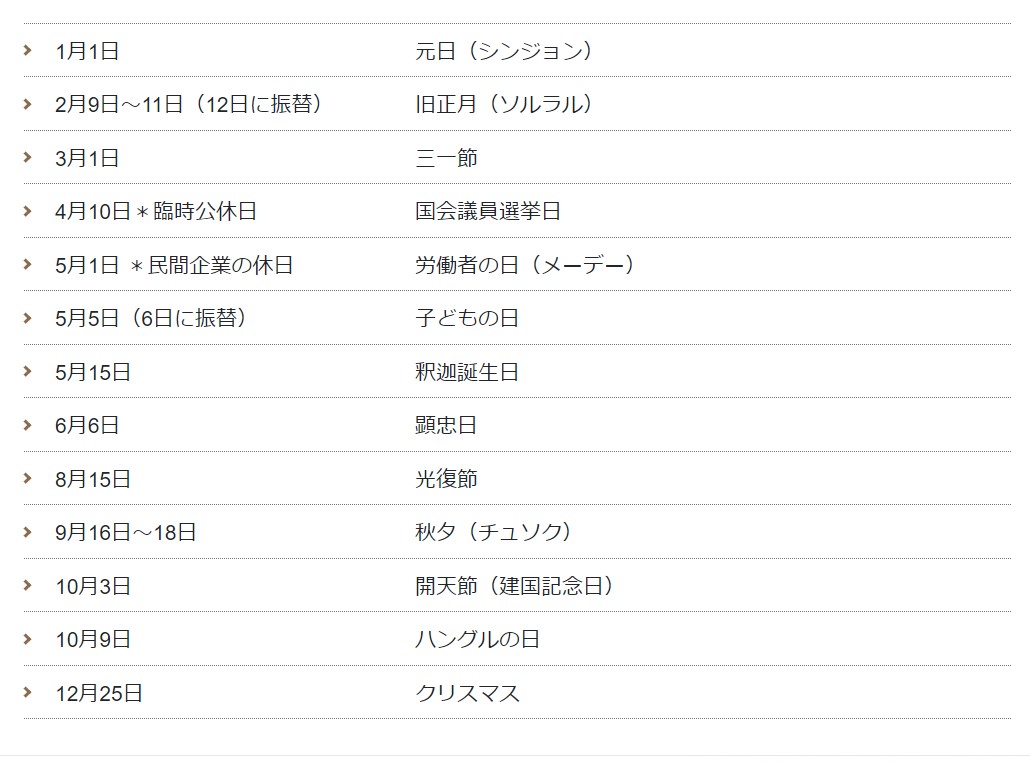 1月1日 元日（シンジョン）
2月9日～11日（12日に振替） 旧正月（ソルラル）
3月1日 三一節
4月10日＊臨時公休日 国会議員選挙日
5月1日 ＊民間企業の休日 労働者の日（メーデー）
5月5日（6日に振替） 子どもの日
5月15日 釈迦誕生日
6月6日 顕忠日
8月15日 光復節
9月16日～18日 秋夕（チュソク）
10月3日 開天節（建国記念日）
10月9日 ハングルの日
12月25日 クリスマス